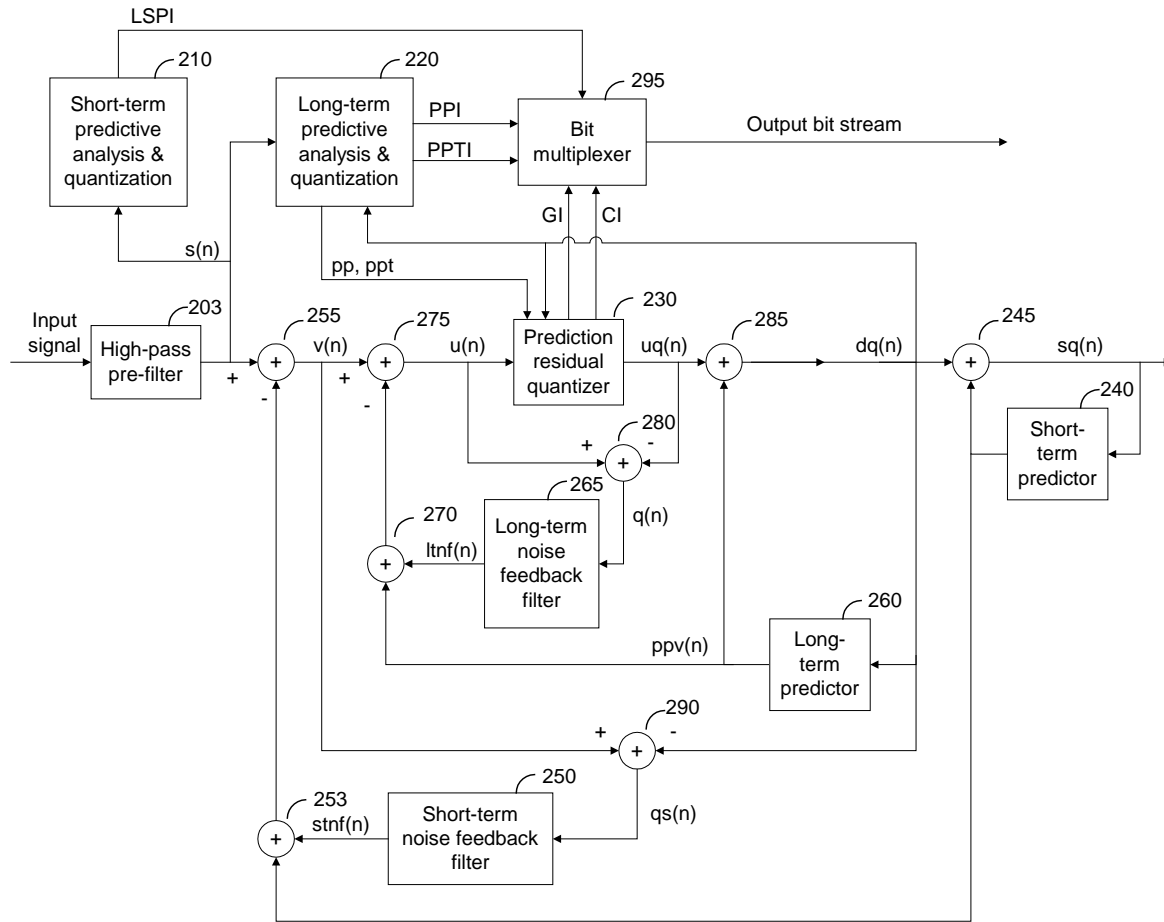 LSPI
210
220
295
Short-term
predictive
analysis &
quantization
Long-term
predictive
analysis &
quantization
PPI
PPTI
Bit
multiplexer
Output bit stream
GI
CI
s(n)
pp, ppt
Input
signal
203
High-pass
pre-filter
+
-
255
+
v(n)
+
-
275
+
u(n)
230
Prediction
residual
quantizer
uq(n)
285
+
dq(n)
245
+
sq(n)
240
Short-
term
predictor
280
+
-
+
265
Long-term
noise
feedback
filter
q(n)
270
+
ltnf(n)
260
Long-
term
predictor
ppv(n)
290
+
-
+
250
Short-term
noise feedback
filter
qs(n)
253
+
stnf(n)